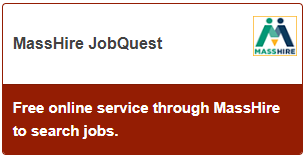 MassHire JobQuest
MASSHIRE
Free online service through MassHire
to search jobs.